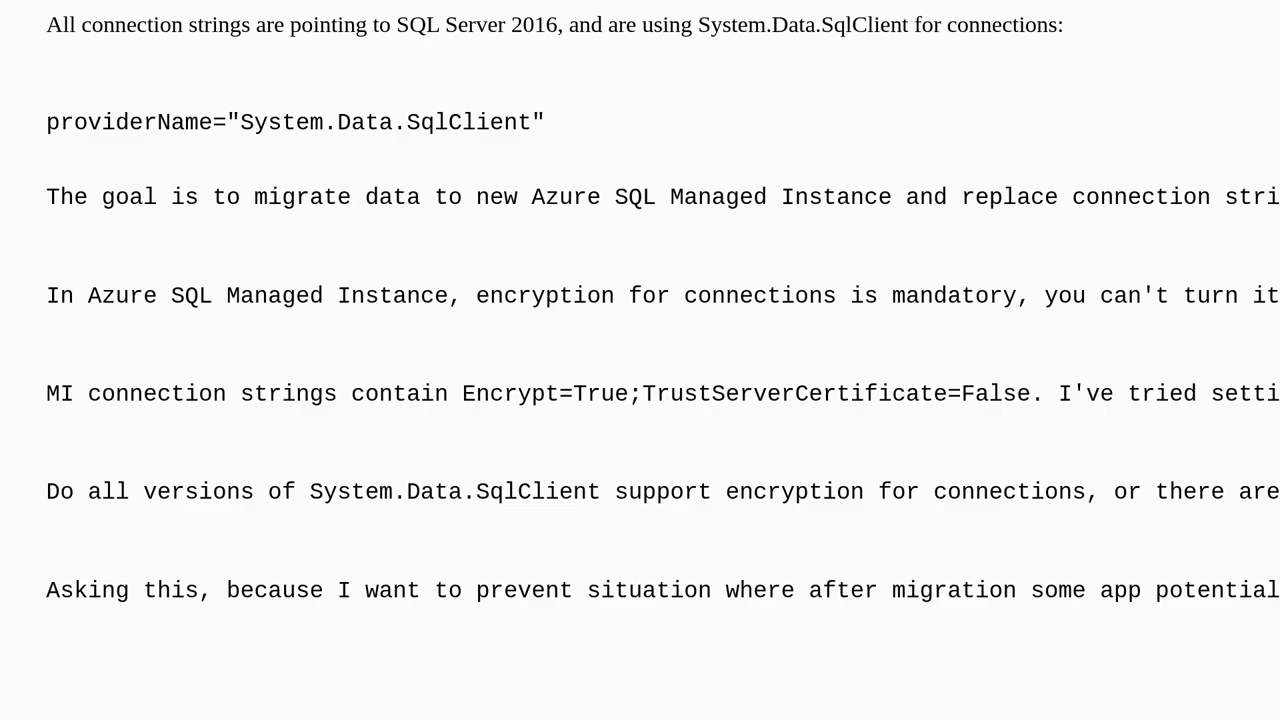 All connection strings are pointing to SQL Server 2016, and are using System.Data.SqlClient for connections:
providerName="System.Data.SqlClient"
The goal is to migrate data to new Azure SQL Managed Instance and replace connection stri
In Azure SQL Managed Instance, encryption for connections is mandatory, you can't turn it
MI connection strings contain Encrypt=True;TrustServerCertificate=False. I've tried setti
Do all versions of System.Data.SqlClient support encryption for connections, or there are
Asking this, because I want to prevent situation where after migration some app potential